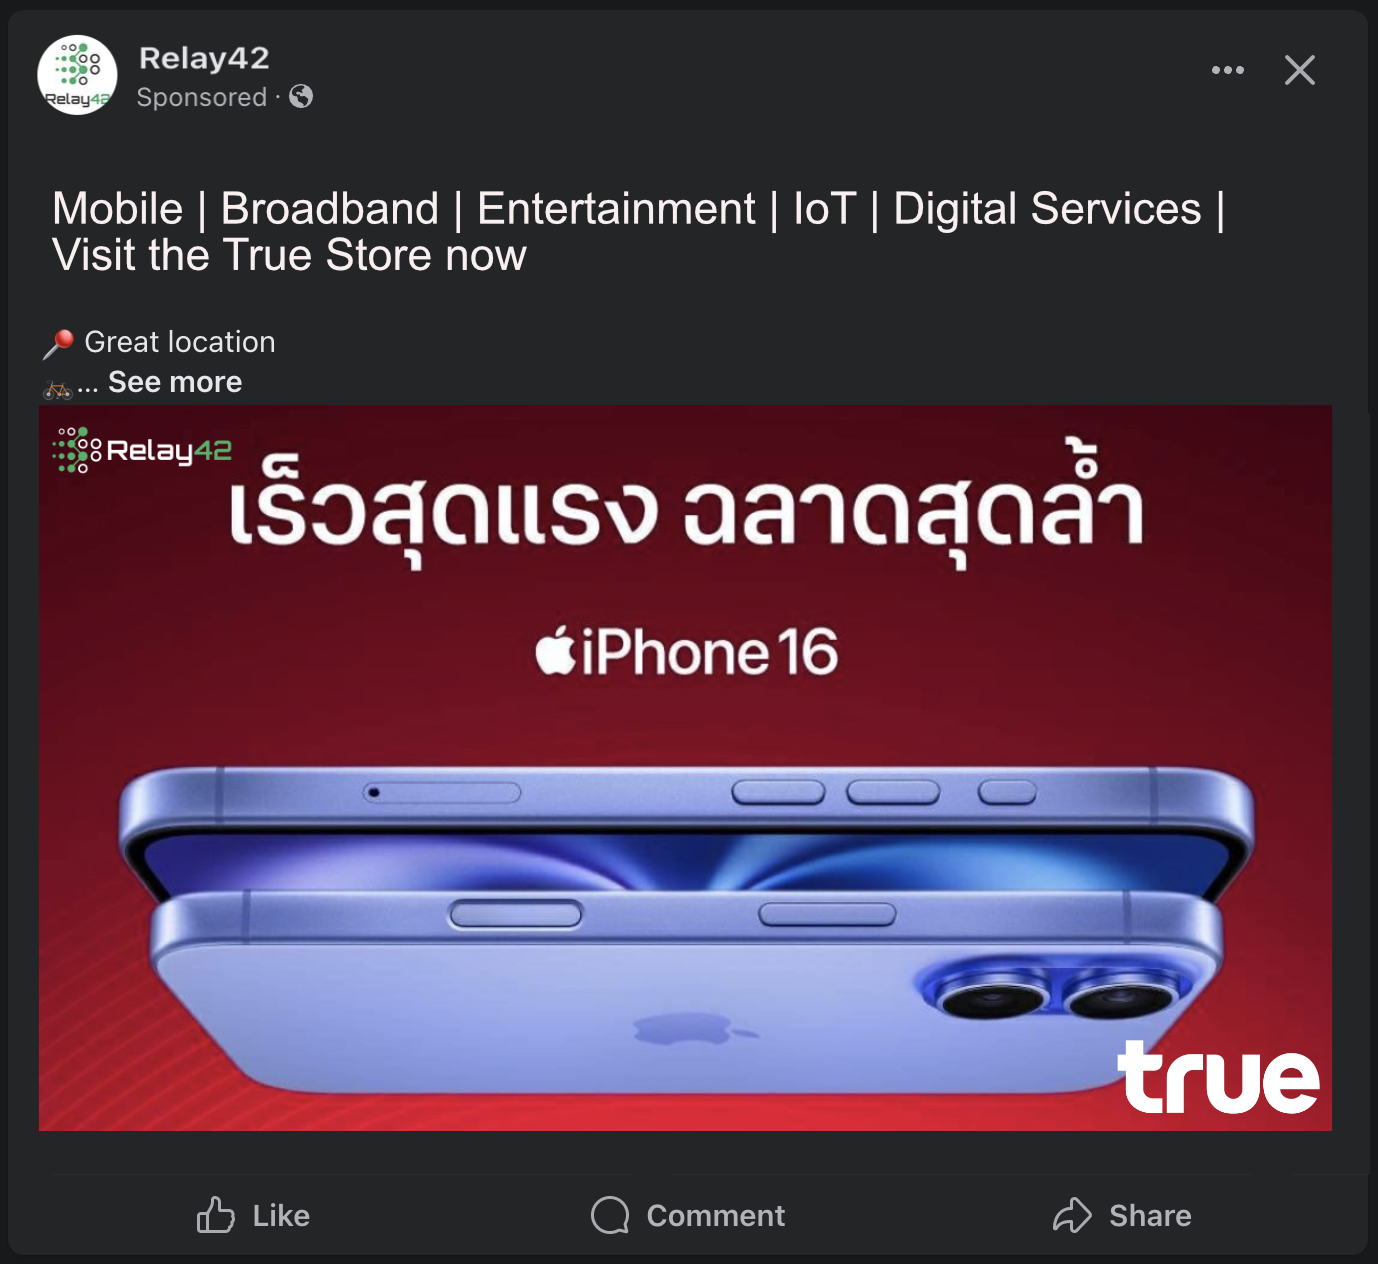 Relay42
Relay42
Sponsored ·
Mobile | Broadband | Entertainment | IoT | Digital Services |
Visit the True Store now
📍 Great location
🚲... See more
Relay42
เร็วสุดแรง ฉลาดสุดล้ำ
iPhone 16
true
Like
Comment
Share